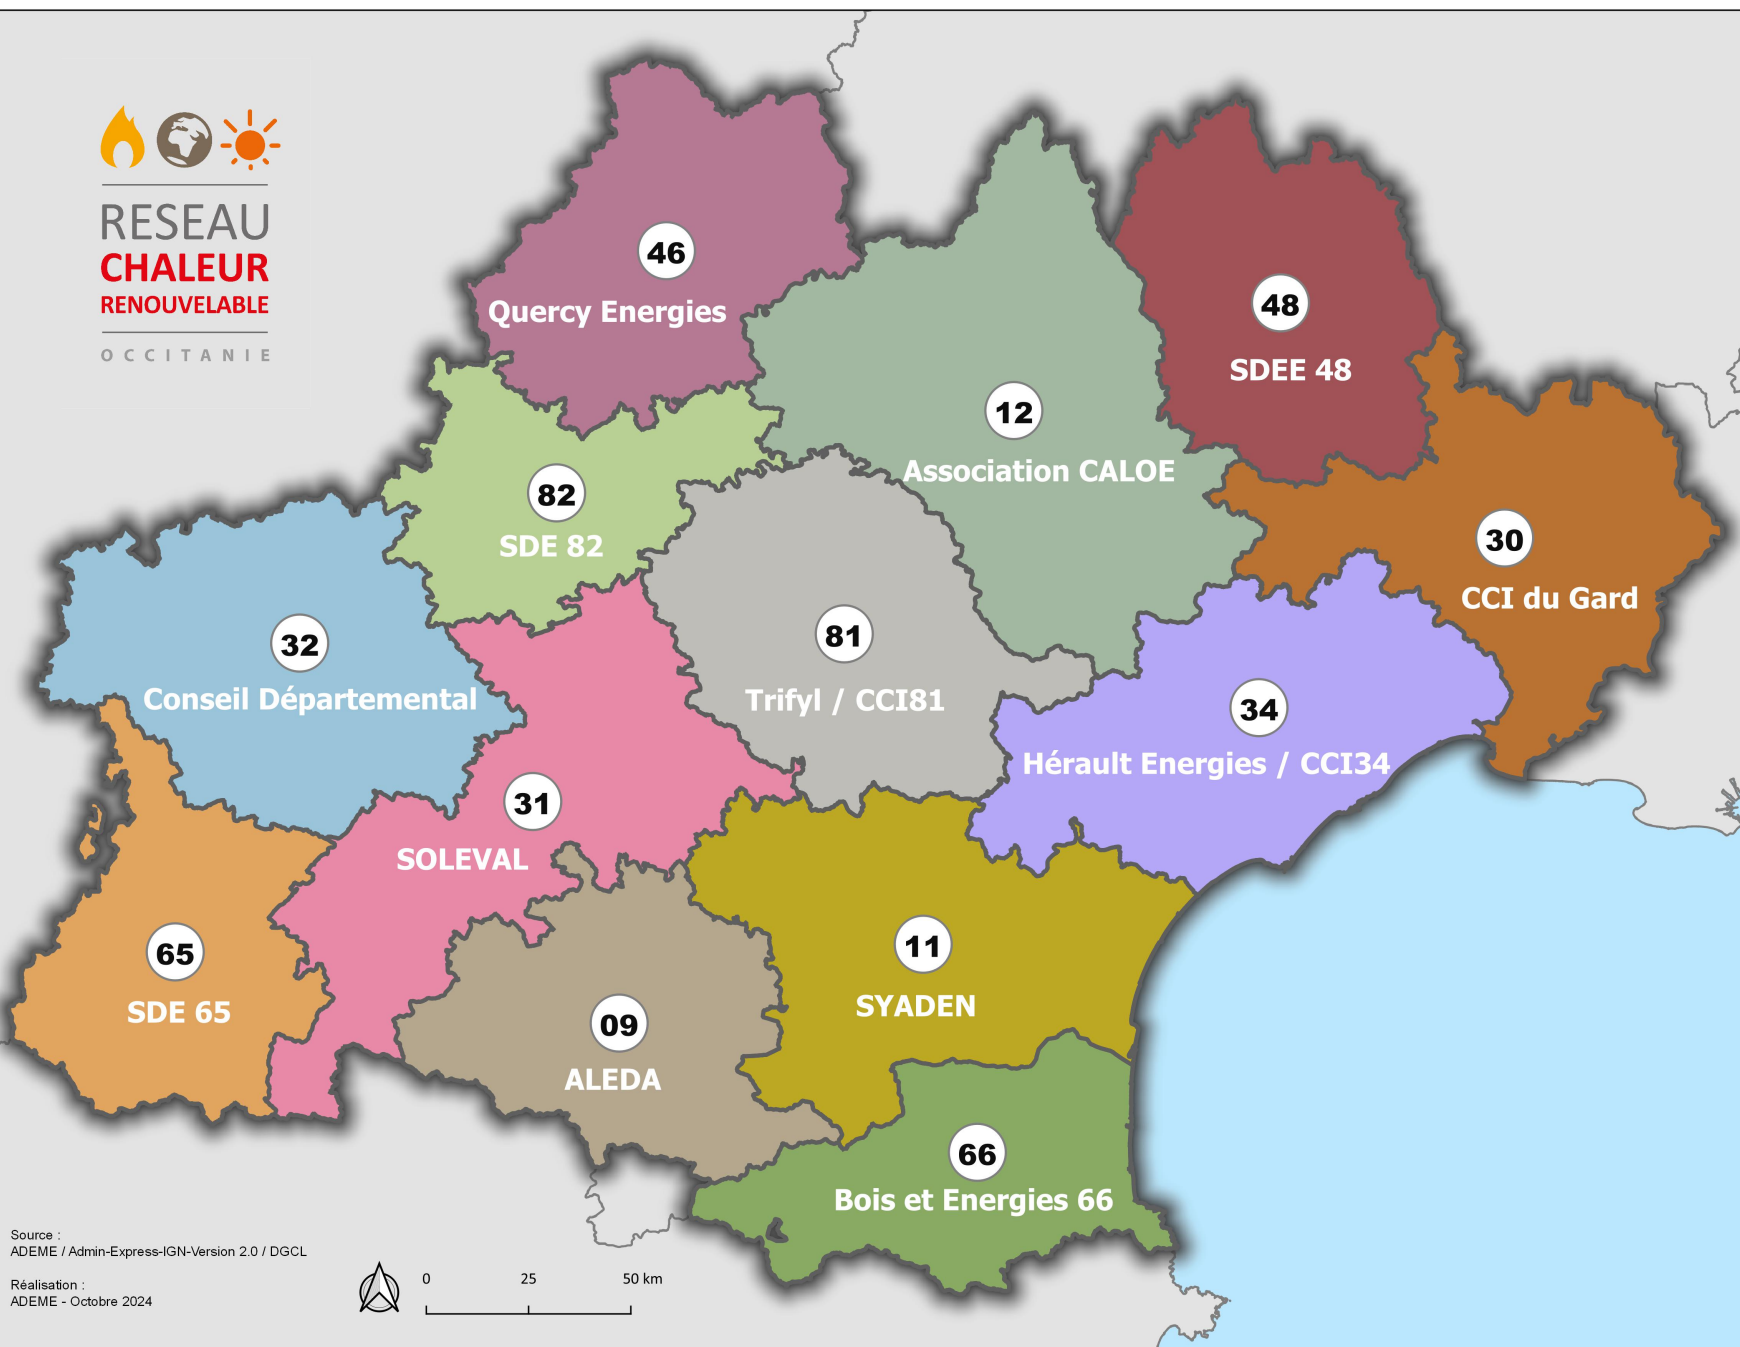 RESEAU
CHALEUR
RENOUVELABLE
OCCITANIE
46
Quercy Energies
48
SDEE 48
12
Association CALOE
82
SDE 82
30
CCI du Gard
32
Conseil Départemental
81
Trifyl / CCI81
34
Hérault Energies / CCI34
31
SOLEVAL
65
SDE 65
11
SYADEN
09
ALEDA
66
Bois et Energies 66
Source :
ADEME / Admin-Express-IGN-Version 2.0 / DGCL
Réalisation :
ADEME - Octobre 2024
0 25 50 km